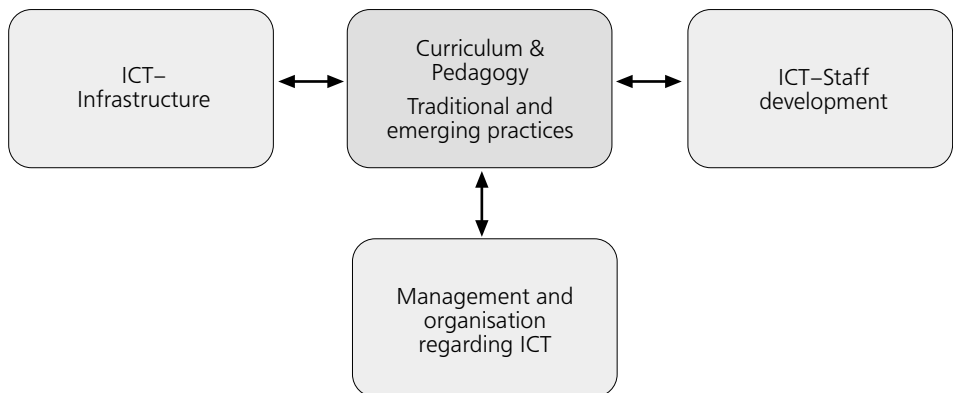 ICT–
Infrastructure
Curriculum &
Pedagogy
Traditional and
emerging practices
ICT–Staff
development
Management and
organisation
regarding ICT